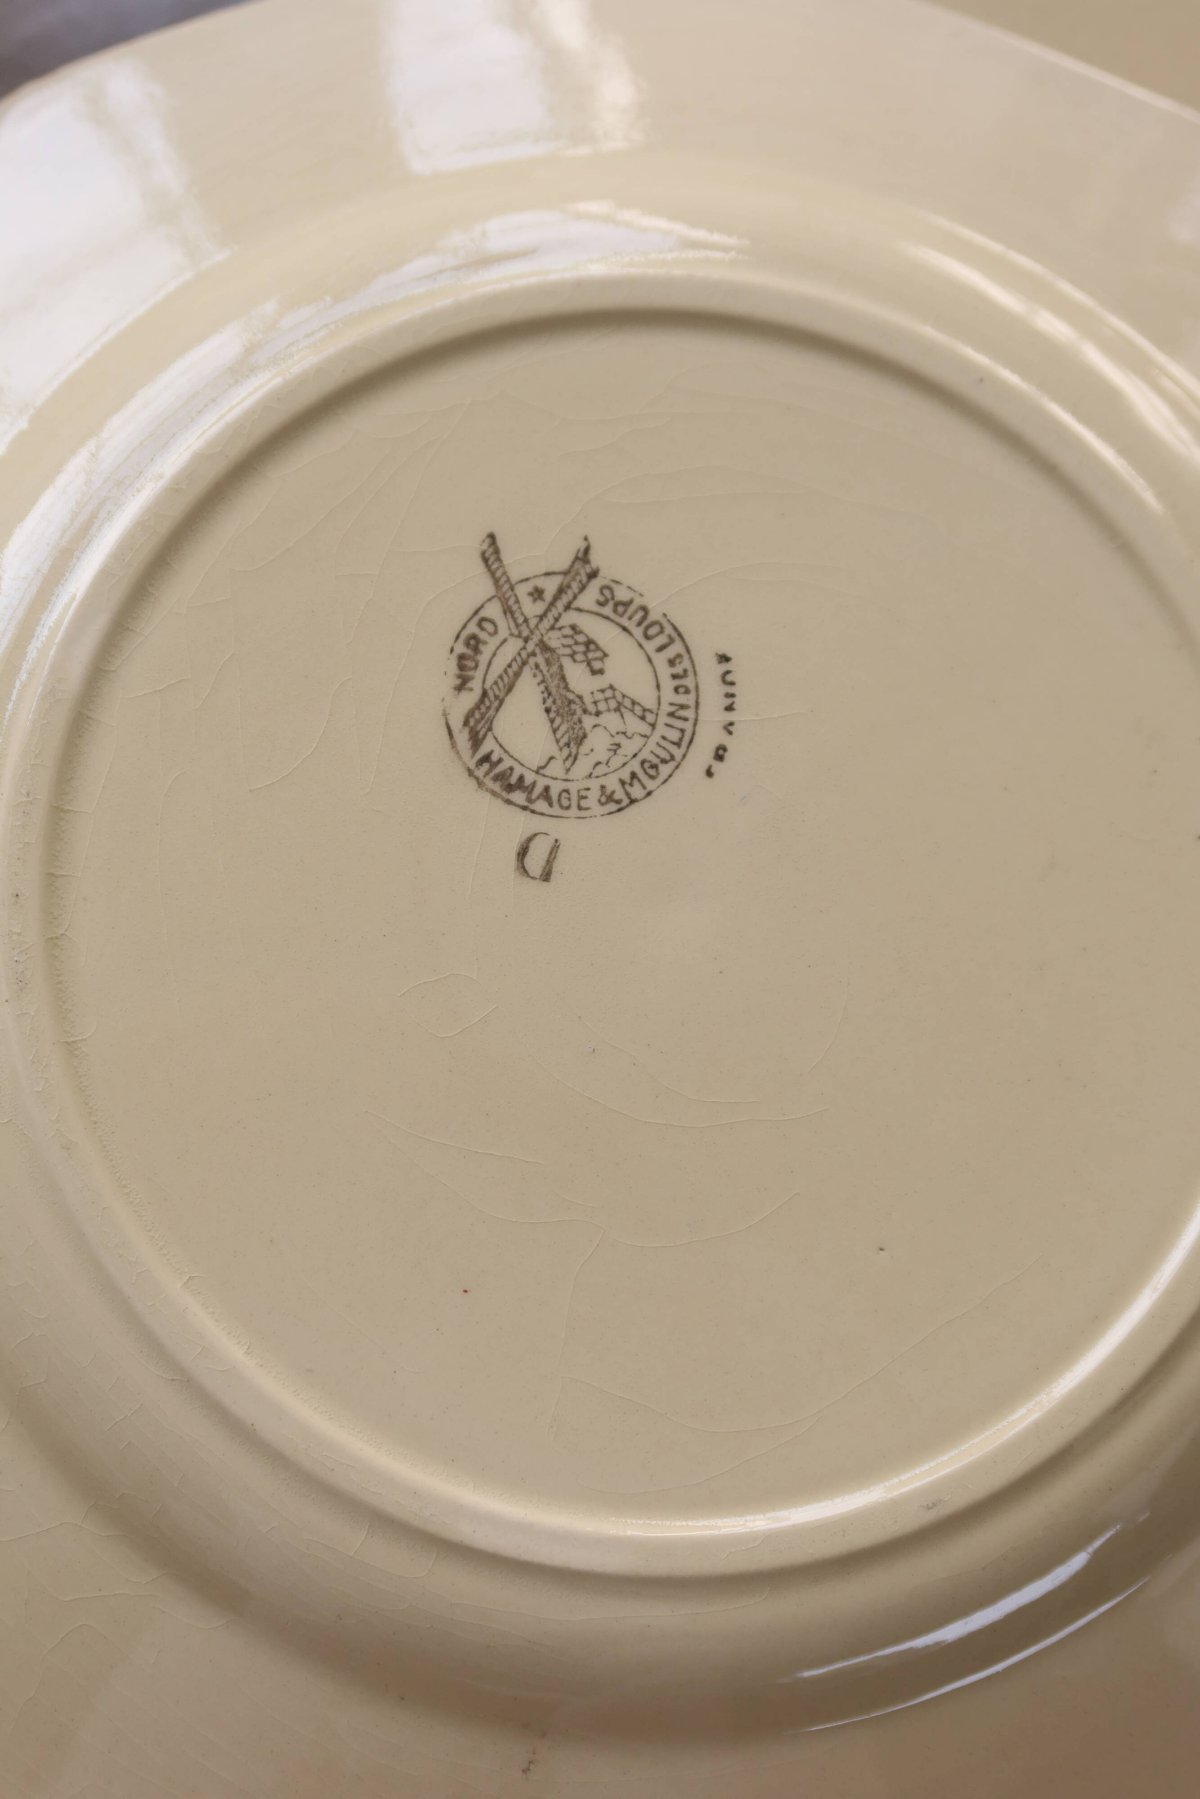 HAMAGE & MOULIN DES LOUPS
NORD
FRANCE
D